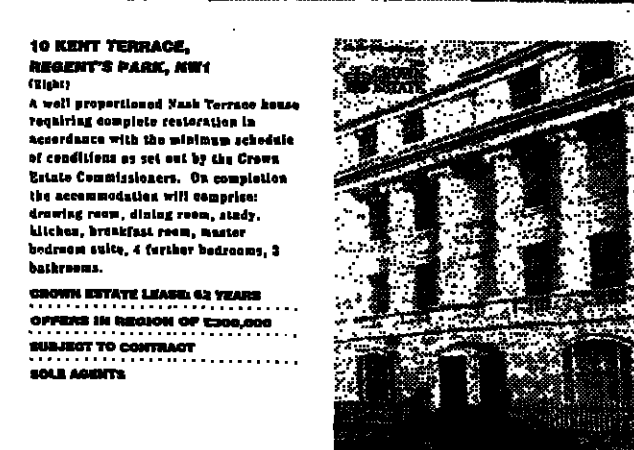 10 KENT TERRACE,
REGENT'S PARK, NW1
(Right)
A well proportioned Nash Terrace house
requiring complete restoration in
accordance with the minimum schedule
of conditions as set out by the Crown
Estate Commissioners. On completion
the accommodation will comprise:
drawing room, dining room, study,
kitchen, breakfast room, master
bedroom suite, 4 further bedrooms, 3
bathrooms.
CROWN ESTATE LEASE: 62 YEARS
OFFERS IN REGION OF £300,000
SUBJECT TO CONTRACT
SOLE AGENTS
CROWN
ESTATE